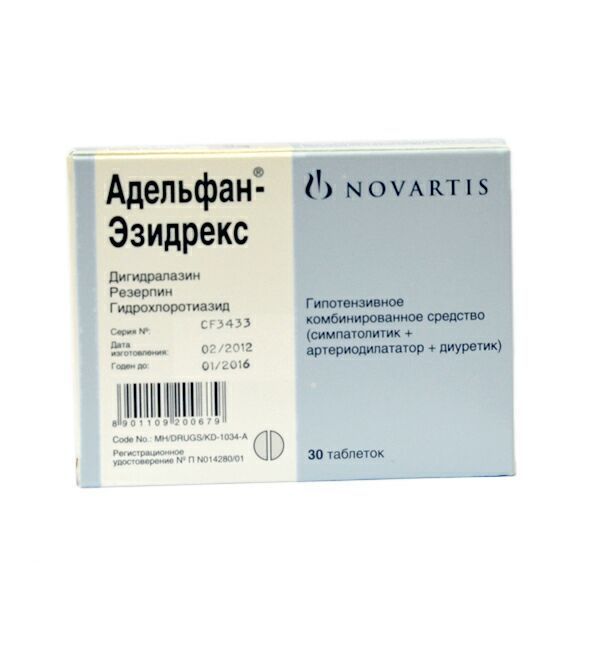 Адельфан-®
Эзидрекс
Дигидралазин
Резерпин
Гидрохлоротиазид
Серия №: CF3433
Дата
изготовления: 02/2012
Годен до: 01/2016
8 901109 200679
Code No.: MH/DRUGS/KD-1034-A
Регистрационное
удостоверение № П N014280/01
NOVARTIS
Гипотензивное
комбинированное средство
(симпатолитик +
артериодилататор + диуретик)
30 таблеток